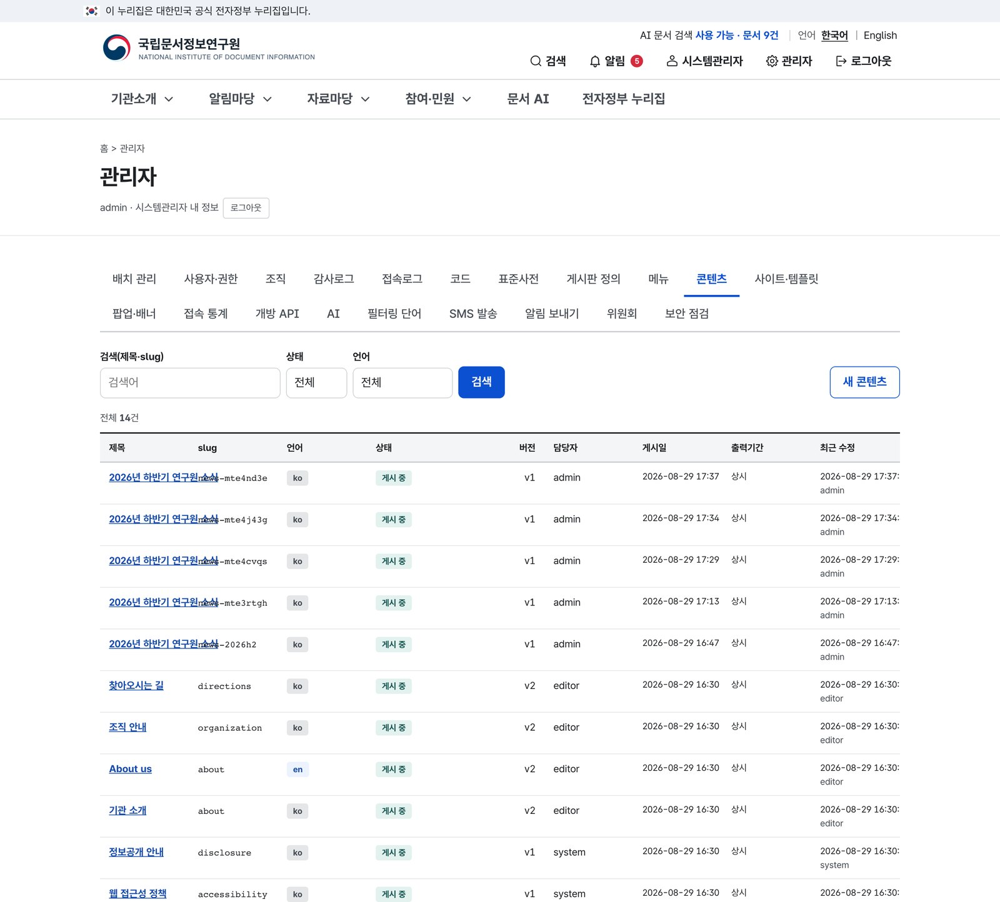 이 누리집은 대한민국 공식 전자정부 누리집입니다.
AI 문서 검색 사용 가능 · 문서 9건 언어 한국어 English
국립문서정보연구원
NATIONAL INSTITUTE OF DOCUMENT INFORMATION
검색 알림 5 시스템관리자 관리자 로그아웃
기관소개 알림마당 자료마당 참여·민원 문서 AI 전자정부 누리집
홈 > 관리자
관리자
admin · 시스템관리자 내 정보 로그아웃
배치 관리 사용자·권한 조직 감사로그 접속로그 코드 표준사전 게시판 정의 메뉴 콘텐츠 사이트·템플릿
팝업·배너 접속 통계 개방 API AI 필터링 단어 SMS 발송 알림 보내기 위원회 보안 점검
검색(제목·slug) 상태 언어
검색어 전체 전체 검색 새 콘텐츠
전체 14건
제목 slug 언어 상태 버전 담당자 게시일 출력기간 최근 수정
2026년 하반기 연구원 소식 news-mte4nd3e ko 게시 중 v1 admin 2026-08-29 17:37 상시 2026-08-29 17:37:
admin
2026년 하반기 연구원 소식 news-mte4j43g ko 게시 중 v1 admin 2026-08-29 17:34 상시 2026-08-29 17:34:
admin
2026년 하반기 연구원 소식 news-mte4cvqs ko 게시 중 v1 admin 2026-08-29 17:29 상시 2026-08-29 17:29:
admin
2026년 하반기 연구원 소식 news-mte3rtgh ko 게시 중 v1 admin 2026-08-29 17:13 상시 2026-08-29 17:13:
admin
2026년 하반기 연구원 소식 news-2026h2 ko 게시 중 v1 admin 2026-08-29 16:47 상시 2026-08-29 16:47:
admin
찾아오시는 길 directions ko 게시 중 v2 editor 2026-08-29 16:30 상시 2026-08-29 16:30:
editor
조직 안내 organization ko 게시 중 v2 editor 2026-08-29 16:30 상시 2026-08-29 16:30:
editor
About us about en 게시 중 v2 editor 2026-08-29 16:30 상시 2026-08-29 16:30:
editor
기관 소개 about ko 게시 중 v2 editor 2026-08-29 16:30 상시 2026-08-29 16:30:
editor
정보공개 안내 disclosure ko 게시 중 v1 system 2026-08-29 16:30 상시 2026-08-29 16:30:
system
웹 접근성 정책 accessibility ko 게시 중 v1 system 2026-08-29 16:30 상시 2026-08-29 16:30: